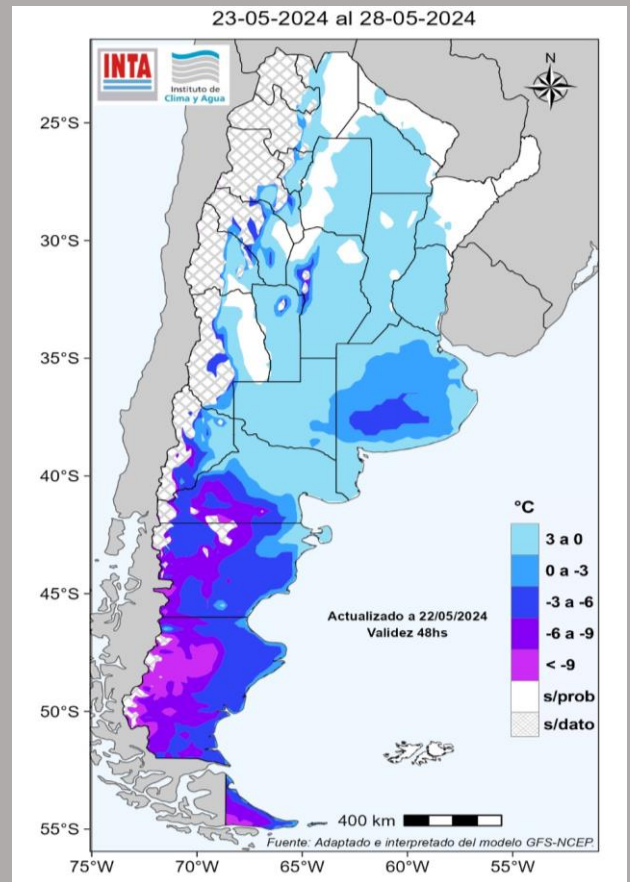 23-05-2024 al 28-05-2024
INTA
Instituto de
Clima y Agua
N
25°S
30°S
35°S
40°S
45°S
50°S
55°S
°C
3 a 0
0 a -3
-3 a -6
-6 a -9
< -9
s/prob
s/dato
Actualizado a 22/05/2024
Validez 48hs
400 km
Fuente: Adaptado e interpretado del modelo GFS-NCEP.
75°W
70°W
65°W
60°W
55°W